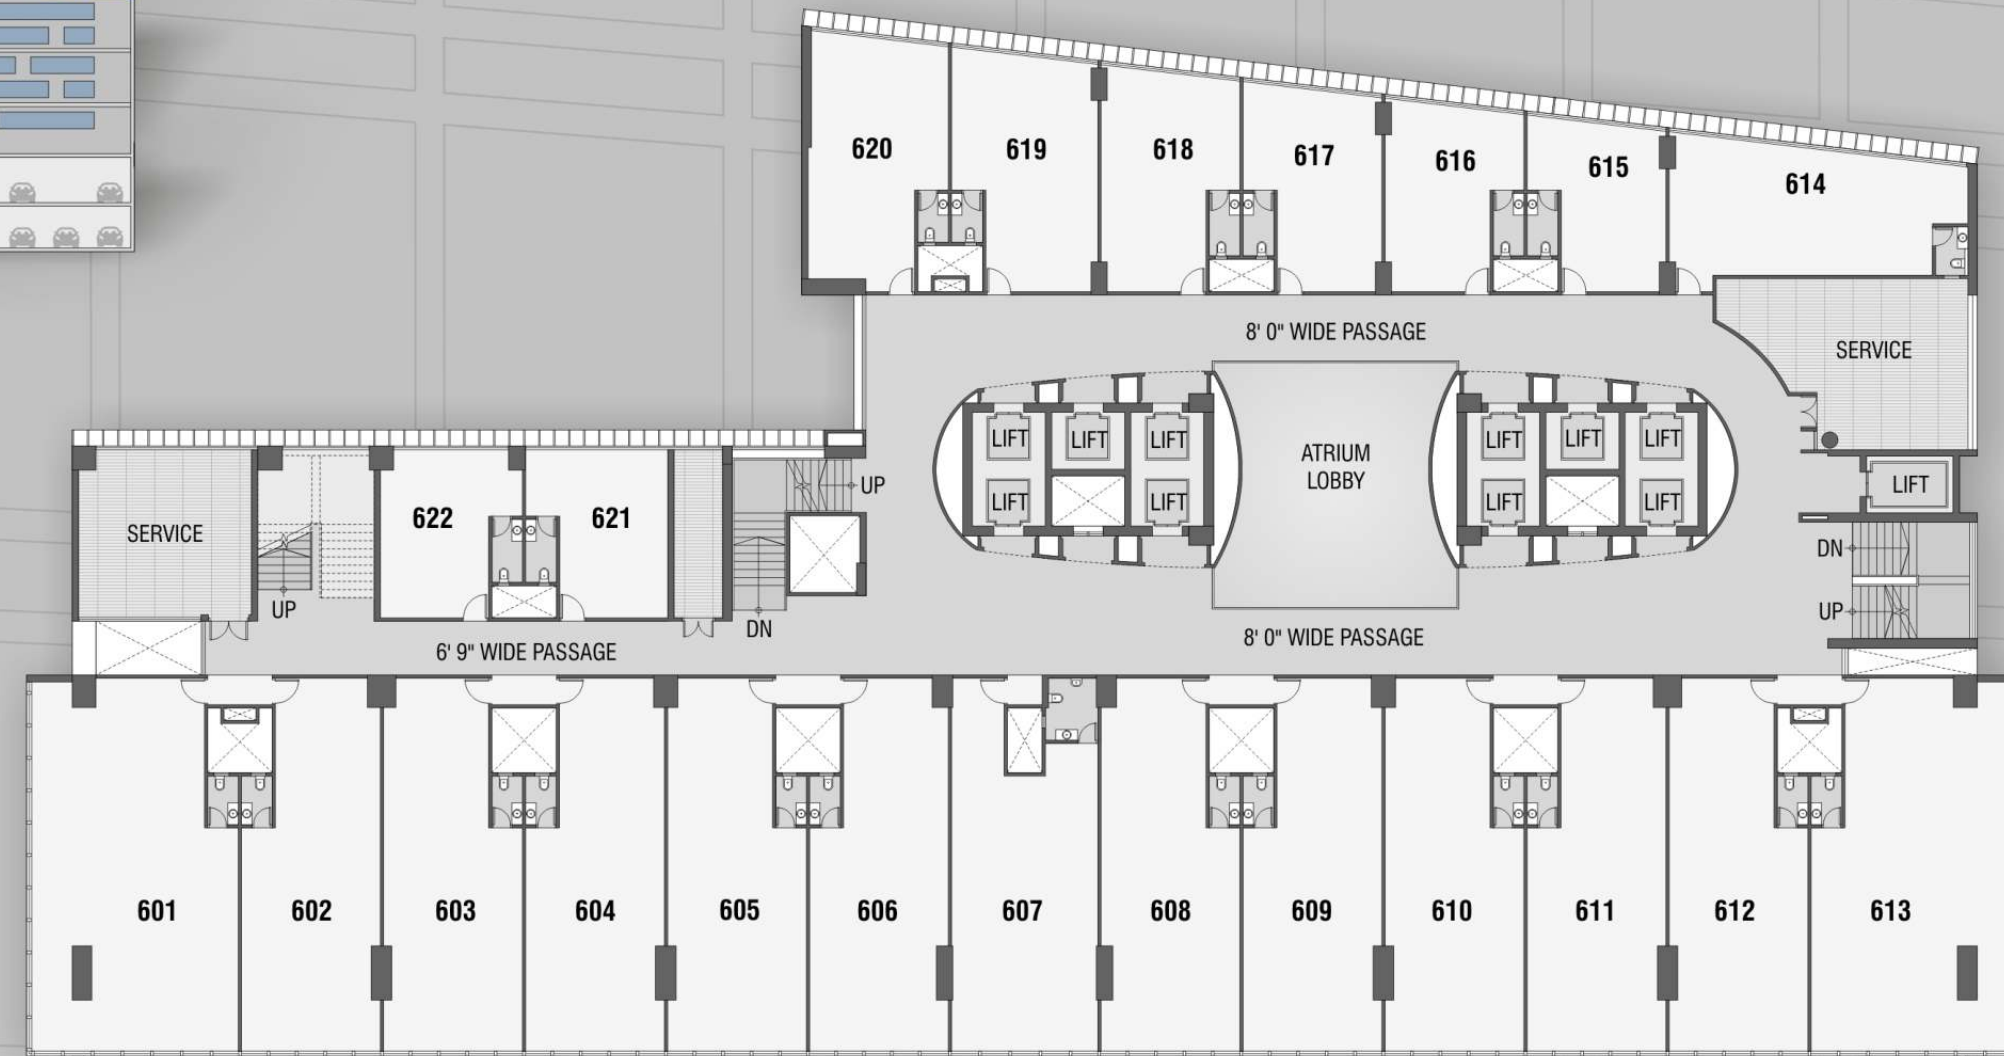 620
619
618
617
616
615
614
8' 0" WIDE PASSAGE
SERVICE
LIFT
LIFT
LIFT
LIFT
LIFT
LIFT
ATRIUM
LOBBY
UP
LIFT
LIFT
LIFT
LIFT
LIFT
622
621
SERVICE
DN
UP
UP
DN
8' 0" WIDE PASSAGE
6' 9" WIDE PASSAGE
601
602
603
604
605
606
607
608
609
610
611
612
613